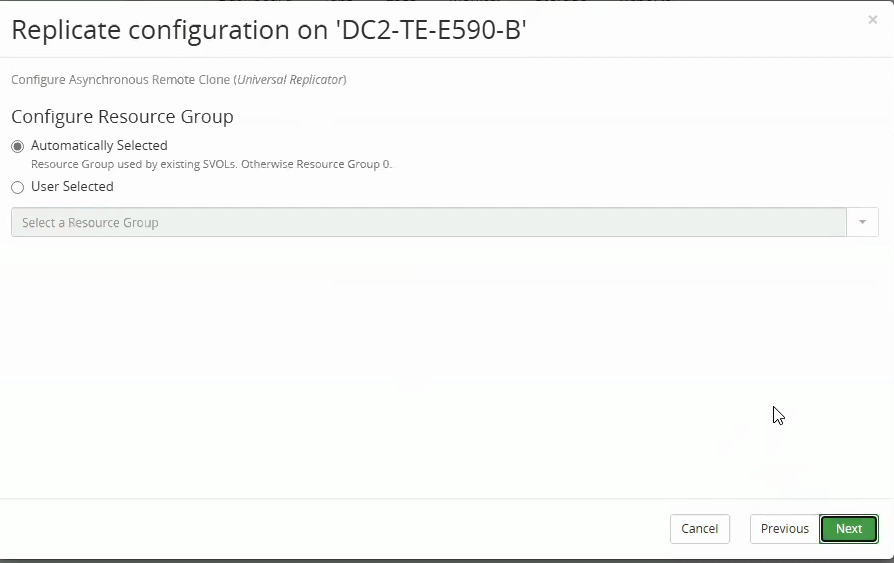 Replicate configuration on 'DC2-TE-E590-B'
×
Configure Asynchronous Remote Clone (Universal Replicator)
Configure Resource Group
Automatically Selected
Resource Group used by existing SVOLs. Otherwise Resource Group 0.
User Selected
Select a Resource Group
Cancel
Previous
Next